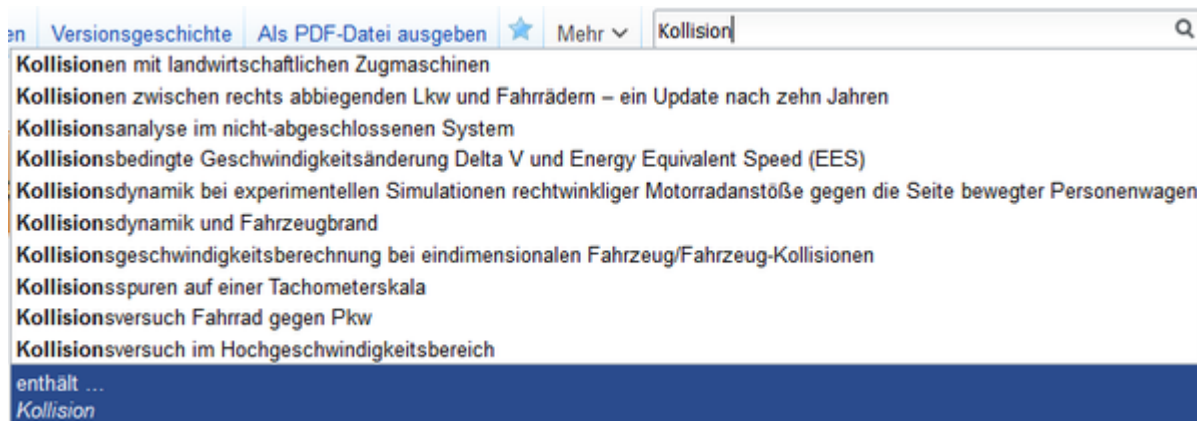 en Versionsgeschichte Als PDF-Datei ausgeben Mehr Kollision
Kollisionen mit landwirtschaftlichen Zugmaschinen
Kollisionen zwischen rechts abbiegenden Lkw und Fahrrädern – ein Update nach zehn Jahren
Kollisionsanalyse im nicht-abgeschlossenen System
Kollisionsbedingte Geschwindigkeitsänderung Delta V und Energy Equivalent Speed (EES)
Kollisionsdynamik bei experimentellen Simulationen rechtwinkliger Motorradanstöße gegen die Seite bewegter Personenwagen
Kollisionsdynamik und Fahrzeugbrand
Kollisionsgeschwindigkeitsberechnung bei eindimensionalen Fahrzeug/Fahrzeug-Kollisionen
Kollisionsspuren auf einer Tachometerskala
Kollisionsversuch Fahrrad gegen Pkw
Kollisionsversuch im Hochgeschwindigkeitsbereich
enthält ...
Kollision